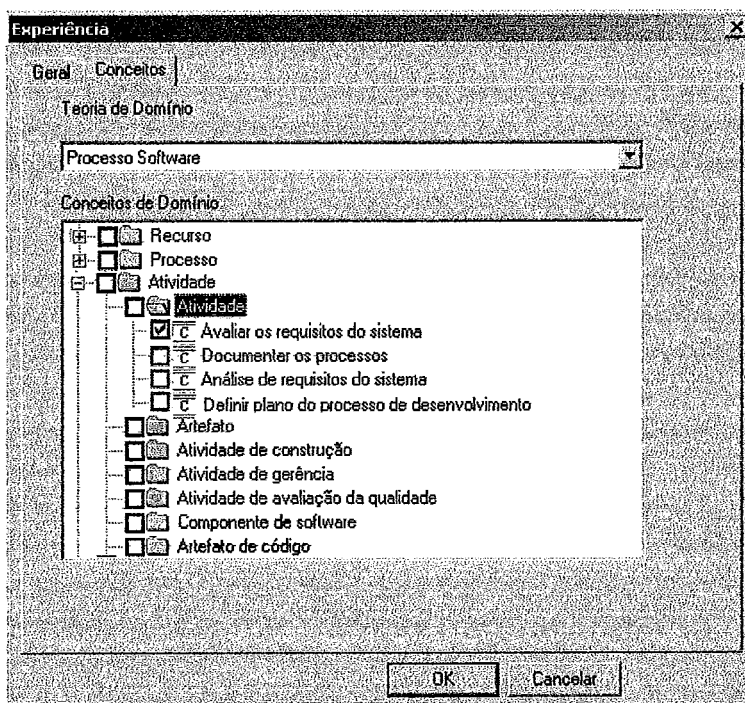 Experiência
Geral Conceitos
Teoria de Domínio
Processo Software
Conceitos de Domínio
Recurso
Processo
Atividade
Atividade
Avaliar os requisitos do sistema
Documentar os processos
Análise de requisitos do sistema
Definir plano do processo de desenvolvimento
Artefato
Atividade de construção
Atividade de gerência
Atividade de avaliação da qualidade
Componente de software
Artefato de código
OK Cancelar